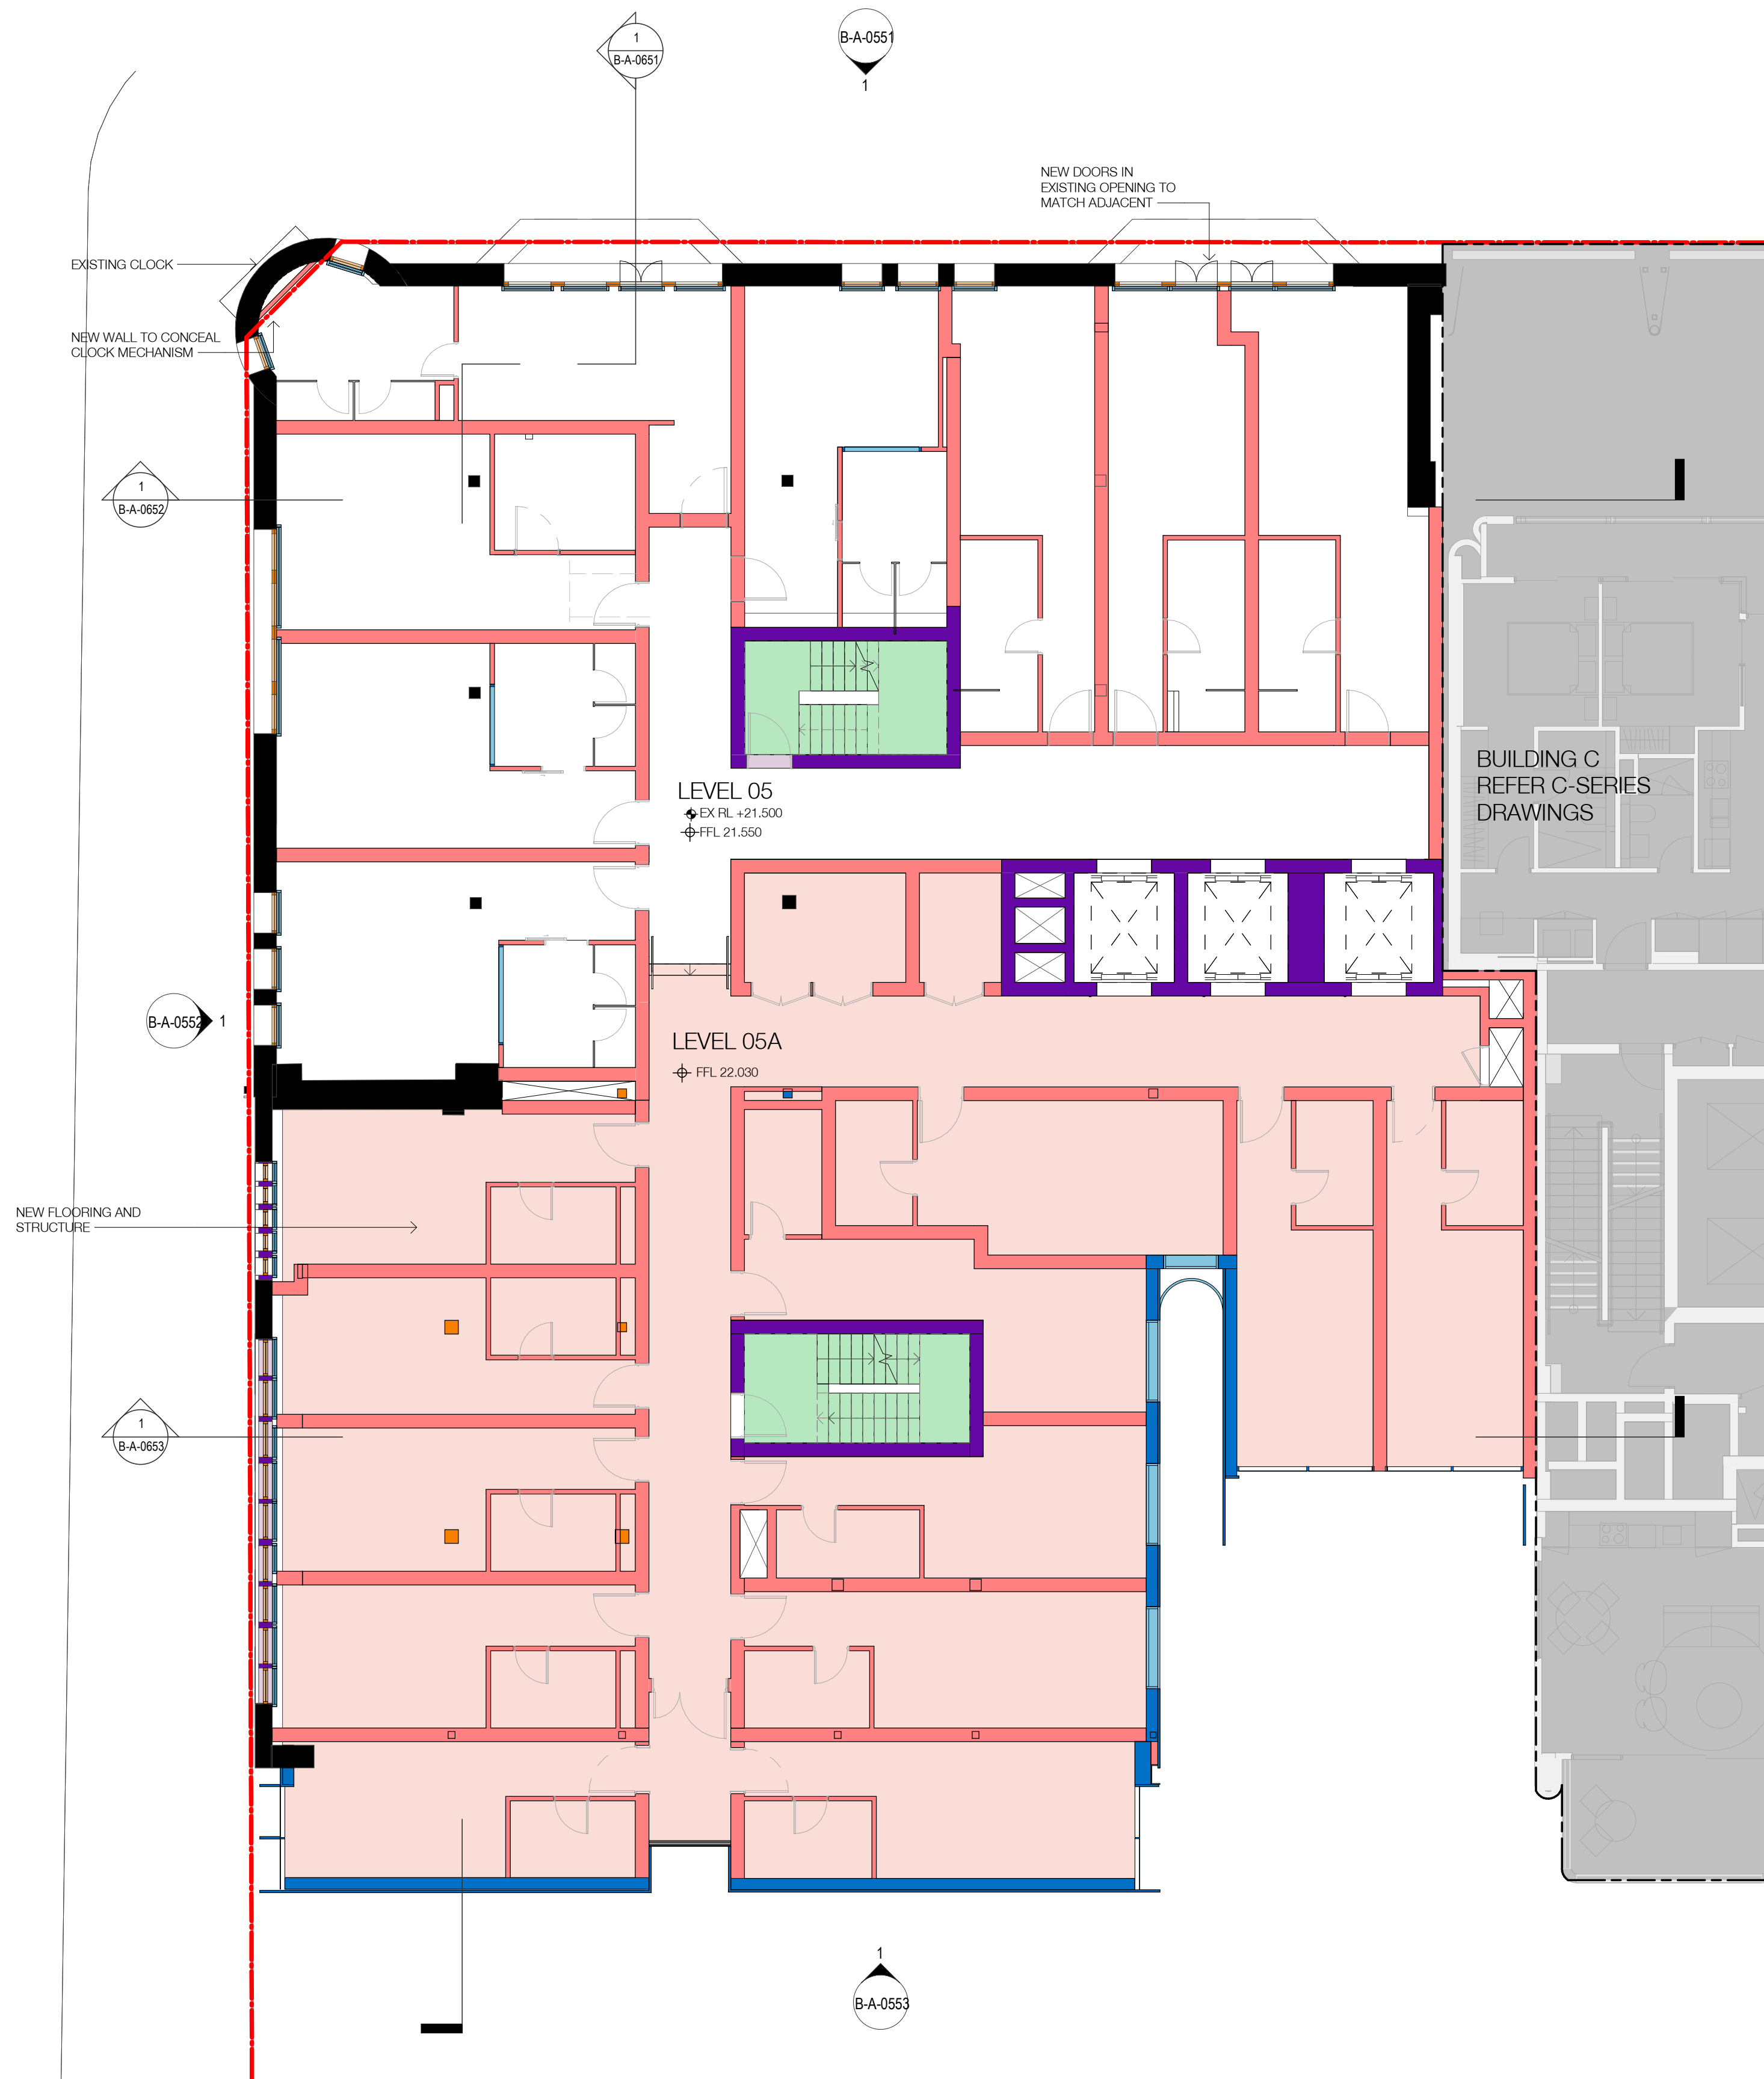 1
B-A-0651
B-A-0551
1
NEW DOORS IN
EXISTING OPENING TO
MATCH ADJACENT
EXISTING CLOCK
NEW WALL TO CONCEAL
CLOCK MECHANISM
1
B-A-0652
BUILDING C
REFER C-SERIES
DRAWINGS
LEVEL 05
EX RL +21.500
FFL 21.550
B-A-0552
1
LEVEL 05A
FFL 22.030
NEW FLOORING AND
STRUCTURE
1
B-A-0653
1
B-A-0553